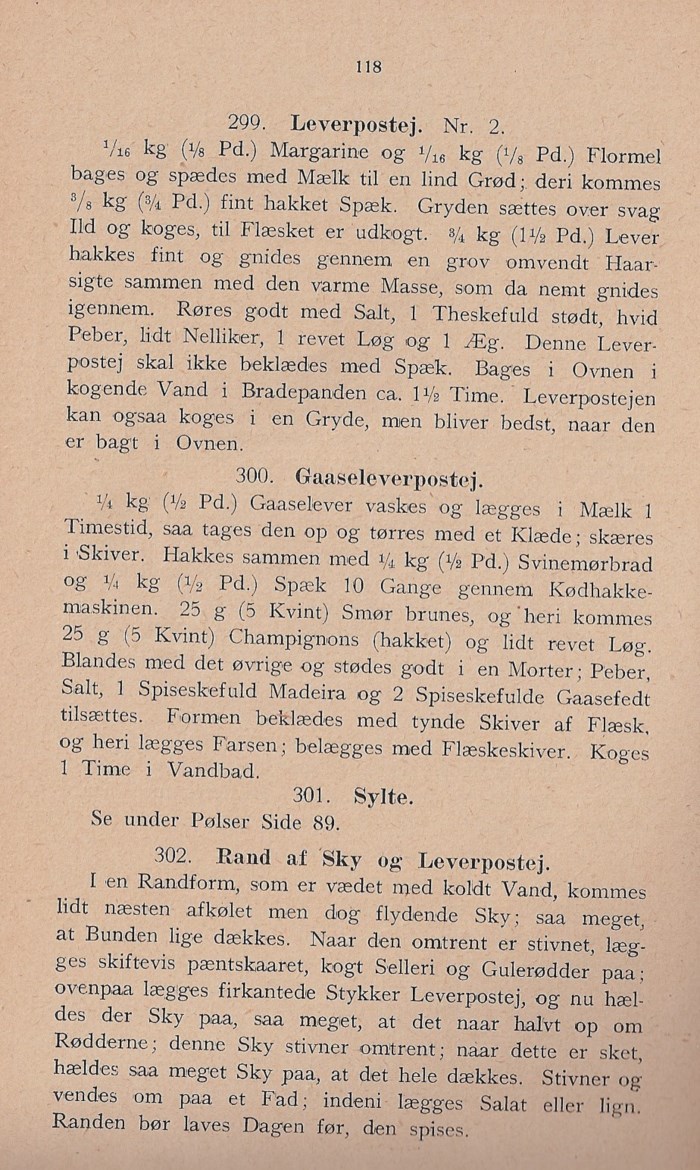 118
299. Leverpostej. Nr. 2.
1/16 kg (1/8 Pd.) Margarine og 1/16 kg (1/8 Pd.) Flormel
bages og spædes med Mælk til en lind Grød; deri kommes
3/8 kg (3/4 Pd.) fint hakket Spæk. Gryden sættes over svag
Ild og koges, til Flæsket er udkogt. 3/4 kg (1 1/2 Pd.) Lever
hakkes fint og gnides gennem en grov omvendt Haar-
sigte sammen med den varme Masse, som da nemt gnides
igennem. Røres godt med Salt, 1 Theskefuld stødt, hvid
Peber, lidt Nelliker, 1 revet Løg og 1 Æg. Denne Lever-
postej skal ikke beklædes med Spæk. Bages i Ovnen i
kogende Vand i Bradepanden ca. 1 1/2 Time. Leverpostejen
kan ogsaa koges i en Gryde, men bliver bedst, naar den
er bagt i Ovnen.
300. Gaaseleverpostej.
1/4 kg (1/2 Pd.) Gaaselever vaskes og lægges i Mælk 1
Timestid, saa tages den op og tørres med et Klæde; skæres
i Skiver. Hakkes sammen med 1/4 kg (1/2 Pd.) Svinemørbrad
og 1/4 kg (1/2 Pd.) Spæk 10 Gange gennem Kødhakke-
maskinen. 25 g (5 Kvint) Smør brunes, og heri kommes
25 g (5 Kvint) Champignons (hakket) og lidt revet Løg.
Blandes med det øvrige og stødes godt i en Morter; Peber,
Salt, 1 Spiseskefuld Madeira og 2 Spiseskefulde Gaasefedt
tilsættes. Formen beklædes med tynde Skiver af Flæsk,
og heri lægges Farsen; belægges med Flæskeskiver. Koges
1 Time i Vandbad.
301. Sylte.
Se under Pølser Side 89.
302. Rand af Sky og Leverpostej.
I en Randform, som er vædet med koldt Vand, kommes
lidt næsten afkølet men dog flydende Sky; saa meget,
at Bunden lige dækkes. Naar den omtrent er stivnet, læg-
ges skiftevis pæntskaaret, kogt Selleri og Gulerødder paa;
ovenpaa lægges firkantede Stykker Leverpostej, og nu hæl-
des der Sky paa, saa meget, at det naar halvt op om
Rødderne; denne Sky stivner omtrent; naar dette er sket,
hældes saa meget Sky paa, at det hele dækkes. Stivner og
vendes om paa et Fad; indeni lægges Salat eller lign.
Randen bør laves Dagen før, den spises.